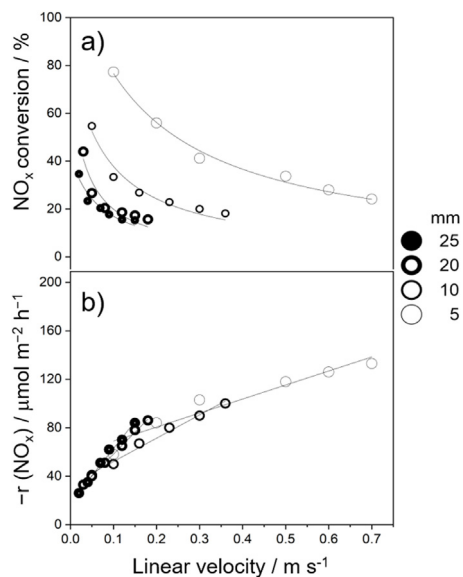 a)
NOx conversion / %
100
80
60
40
20
0
mm
25
20
10
5
b)
−r (NOx) / μmol m−2 h−1
200
160
120
80
40
0
0.0 0.1 0.2 0.3 0.4 0.5 0.6 0.7
Linear velocity / m s−1